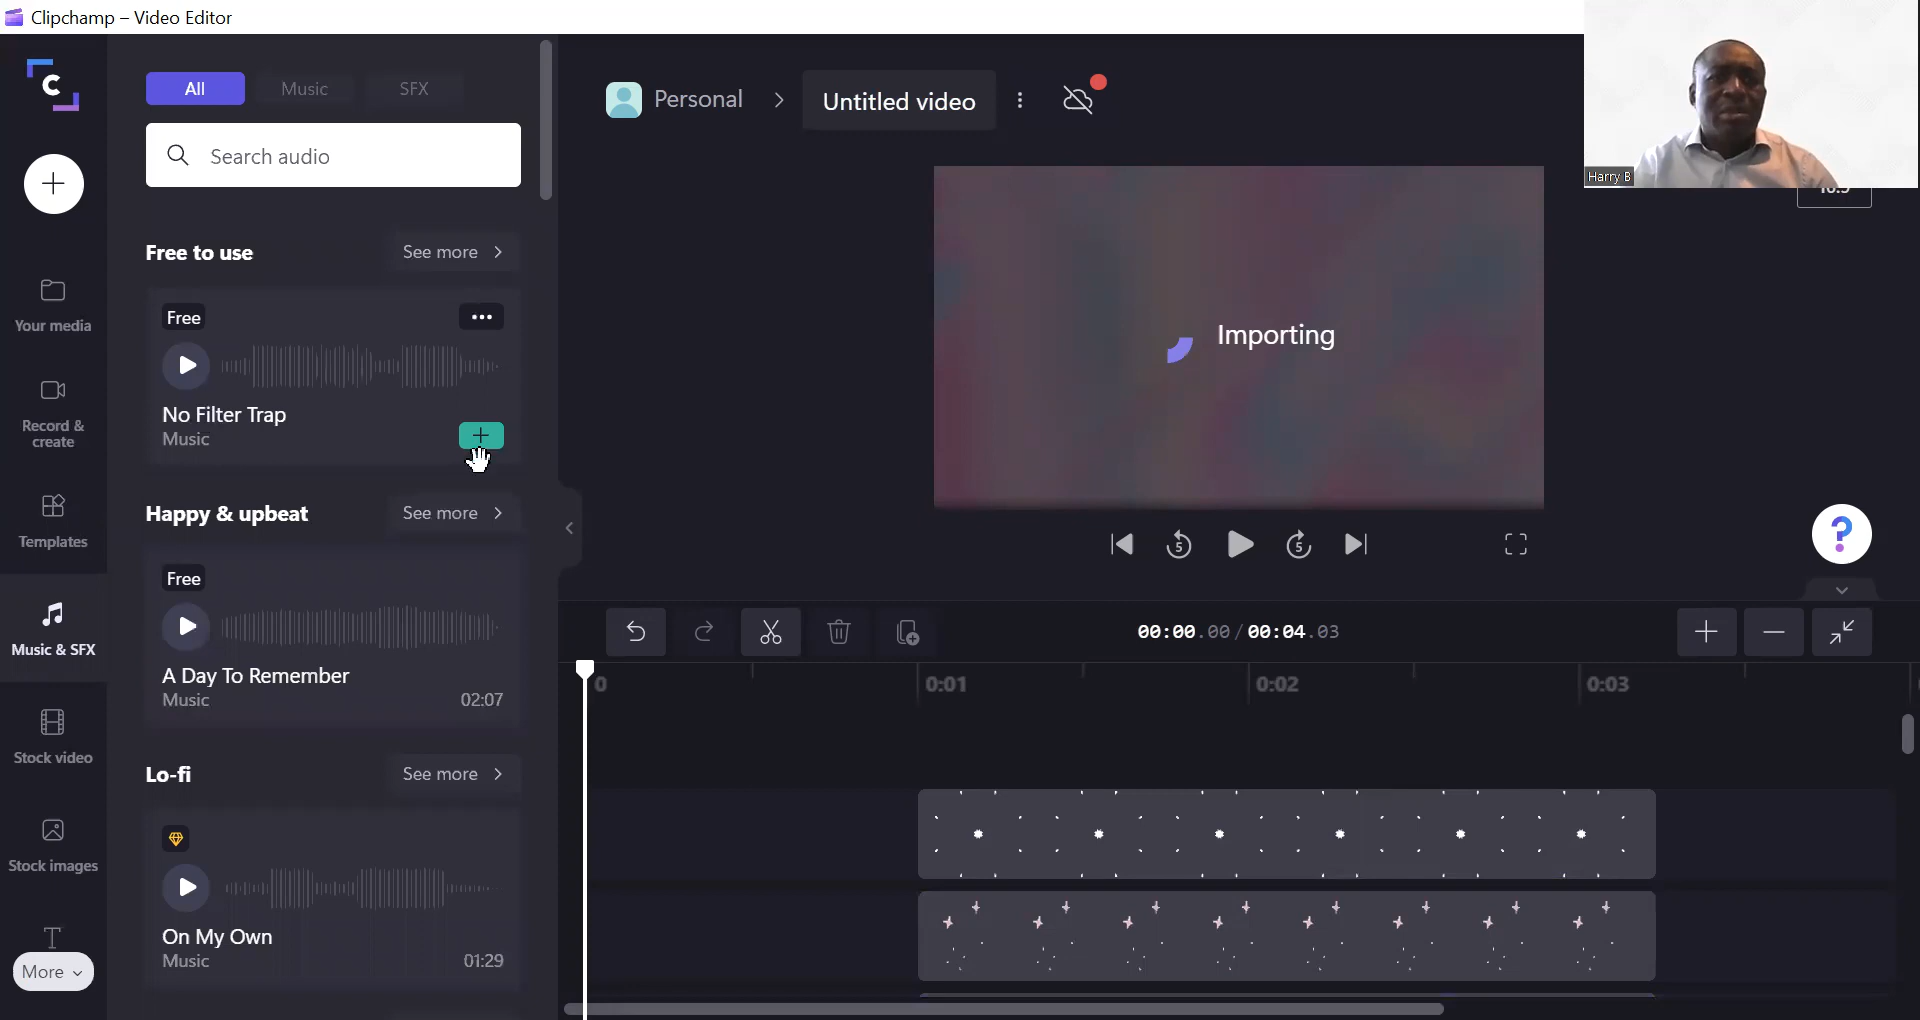 Clipchamp – Video Editor
All
Music
SFX
Search audio
Personal
Untitled video
Harry B
Your media
Record &
create
Templates
Music & SFX
Stock video
Stock images
More
Free to use
See more
Free
No Filter Trap
Music
Happy & upbeat
See more
Free
A Day To Remember
Music
02:07
Lo-fi
See more
On My Own
Music
01:29
Importing
5
5
?
00:00.00/00:04.03
0
0:01
0:02
0:03